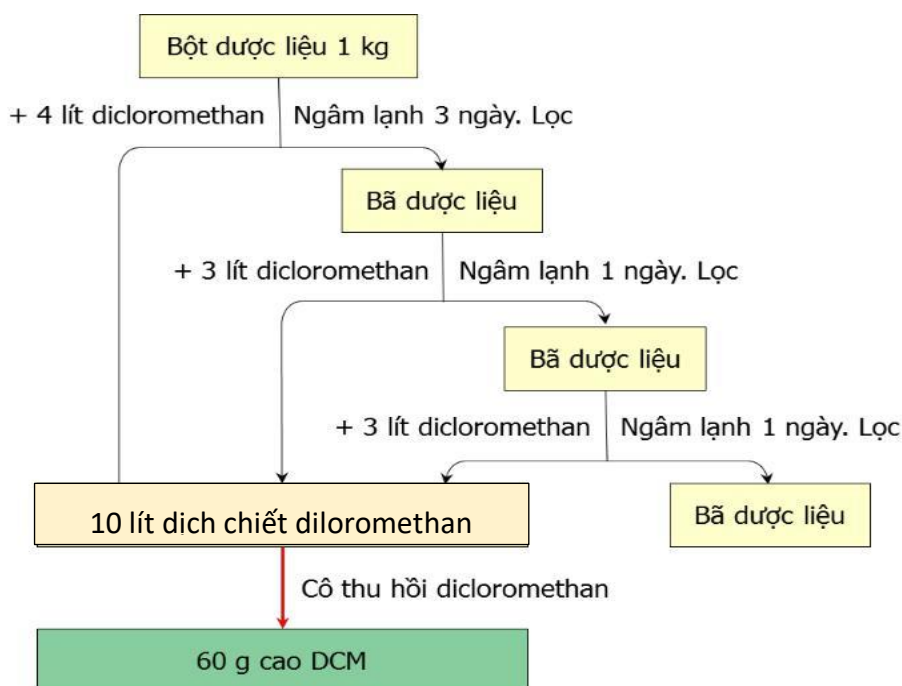 Bột dược liệu 1 kg
+ 4 lít dicloromethan Ngâm lạnh 3 ngày. Lọc
Bã dược liệu
+ 3 lít dicloromethan Ngâm lạnh 1 ngày. Lọc
Bã dược liệu
+ 3 lít dicloromethan Ngâm lạnh 1 ngày. Lọc
10 lít dịch chiết diloromethan
Bã dược liệu
Cô thu hồi dicloromethan
60 g cao DCM